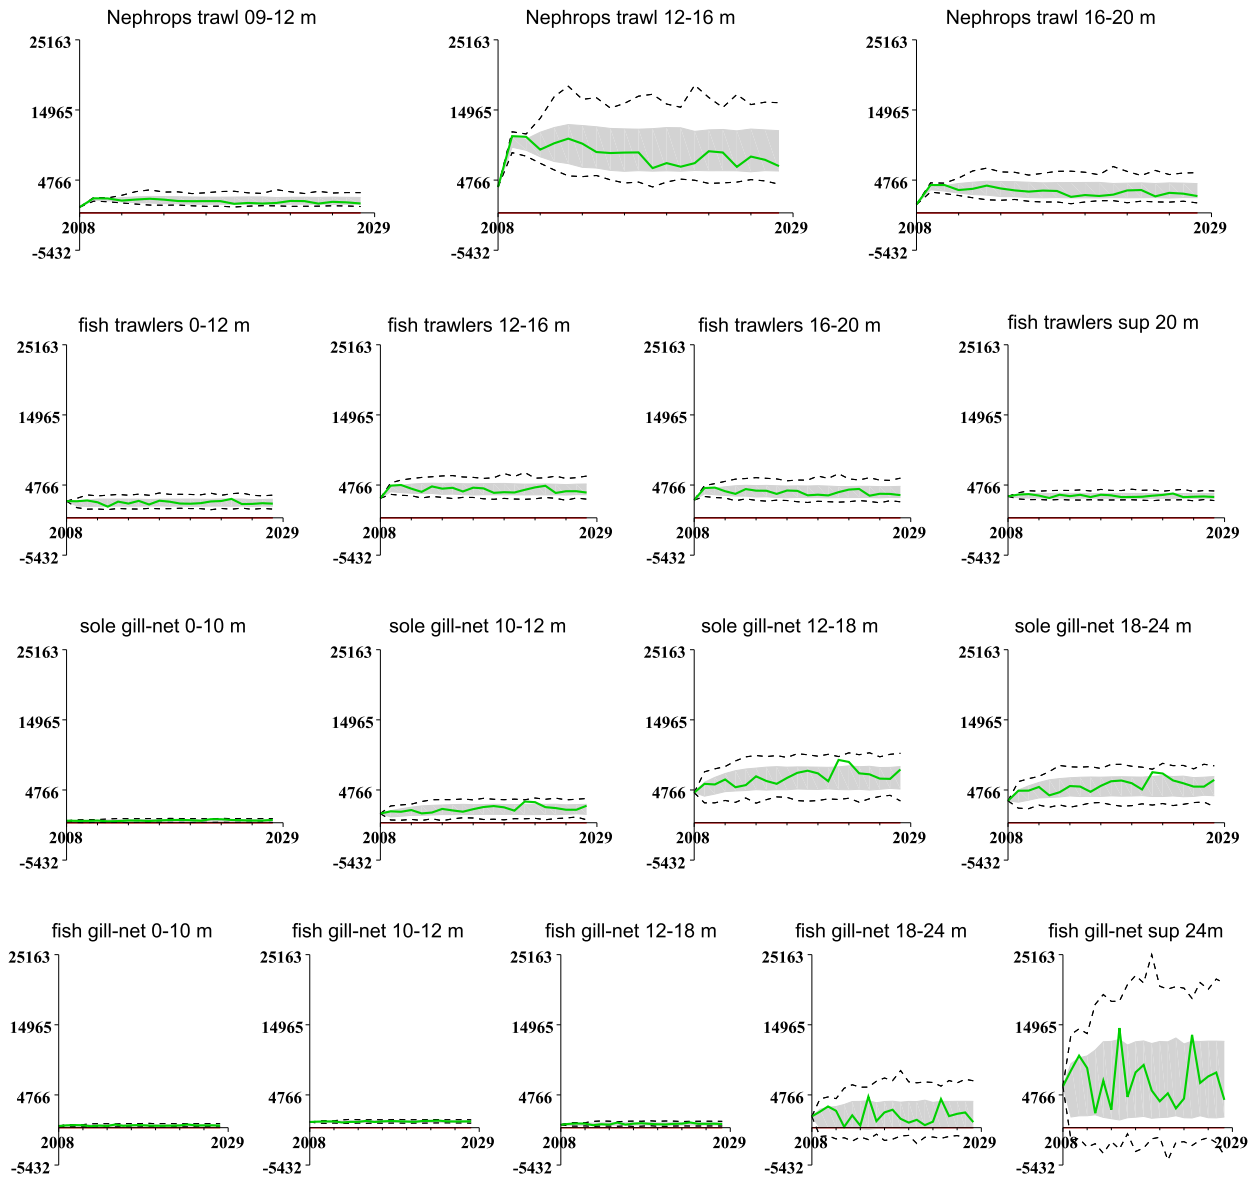 Nephrops trawl 09-12 m Nephrops trawl 12-16 m Nephrops trawl 16-20 m
25163 25163 25163
14965 14965 14965
4766 4766 4766
2008 2029 2008 2029 2008 2029
-5432 -5432 -5432
fish trawlers 0-12 m fish trawlers 12-16 m fish trawlers 16-20 m fish trawlers sup 20 m
25163 25163 25163 25163
14965 14965 14965 14965
4766 4766 4766 4766
2008 2029 2008 2029 2008 2029 2008 2029
-5432 -5432 -5432 -5432
sole gill-net 0-10 m sole gill-net 10-12 m sole gill-net 12-18 m sole gill-net 18-24 m
25163 25163 25163 25163
14965 14965 14965 14965
4766 4766 4766 4766
2008 2029 2008 2029 2008 2029 2008 2029
-5432 -5432 -5432 -5432
fish gill-net 0-10 m fish gill-net 10-12 m fish gill-net 12-18 m fish gill-net 18-24 m fish gill-net sup 24m
25163 25163 25163 25163 25163
14965 14965 14965 14965 14965
4766 4766 4766 4766 4766
2008 2029 2008 2029 2008 2029 2008 2029 2008 2029
-5432 -5432 -5432 -5432 -5432